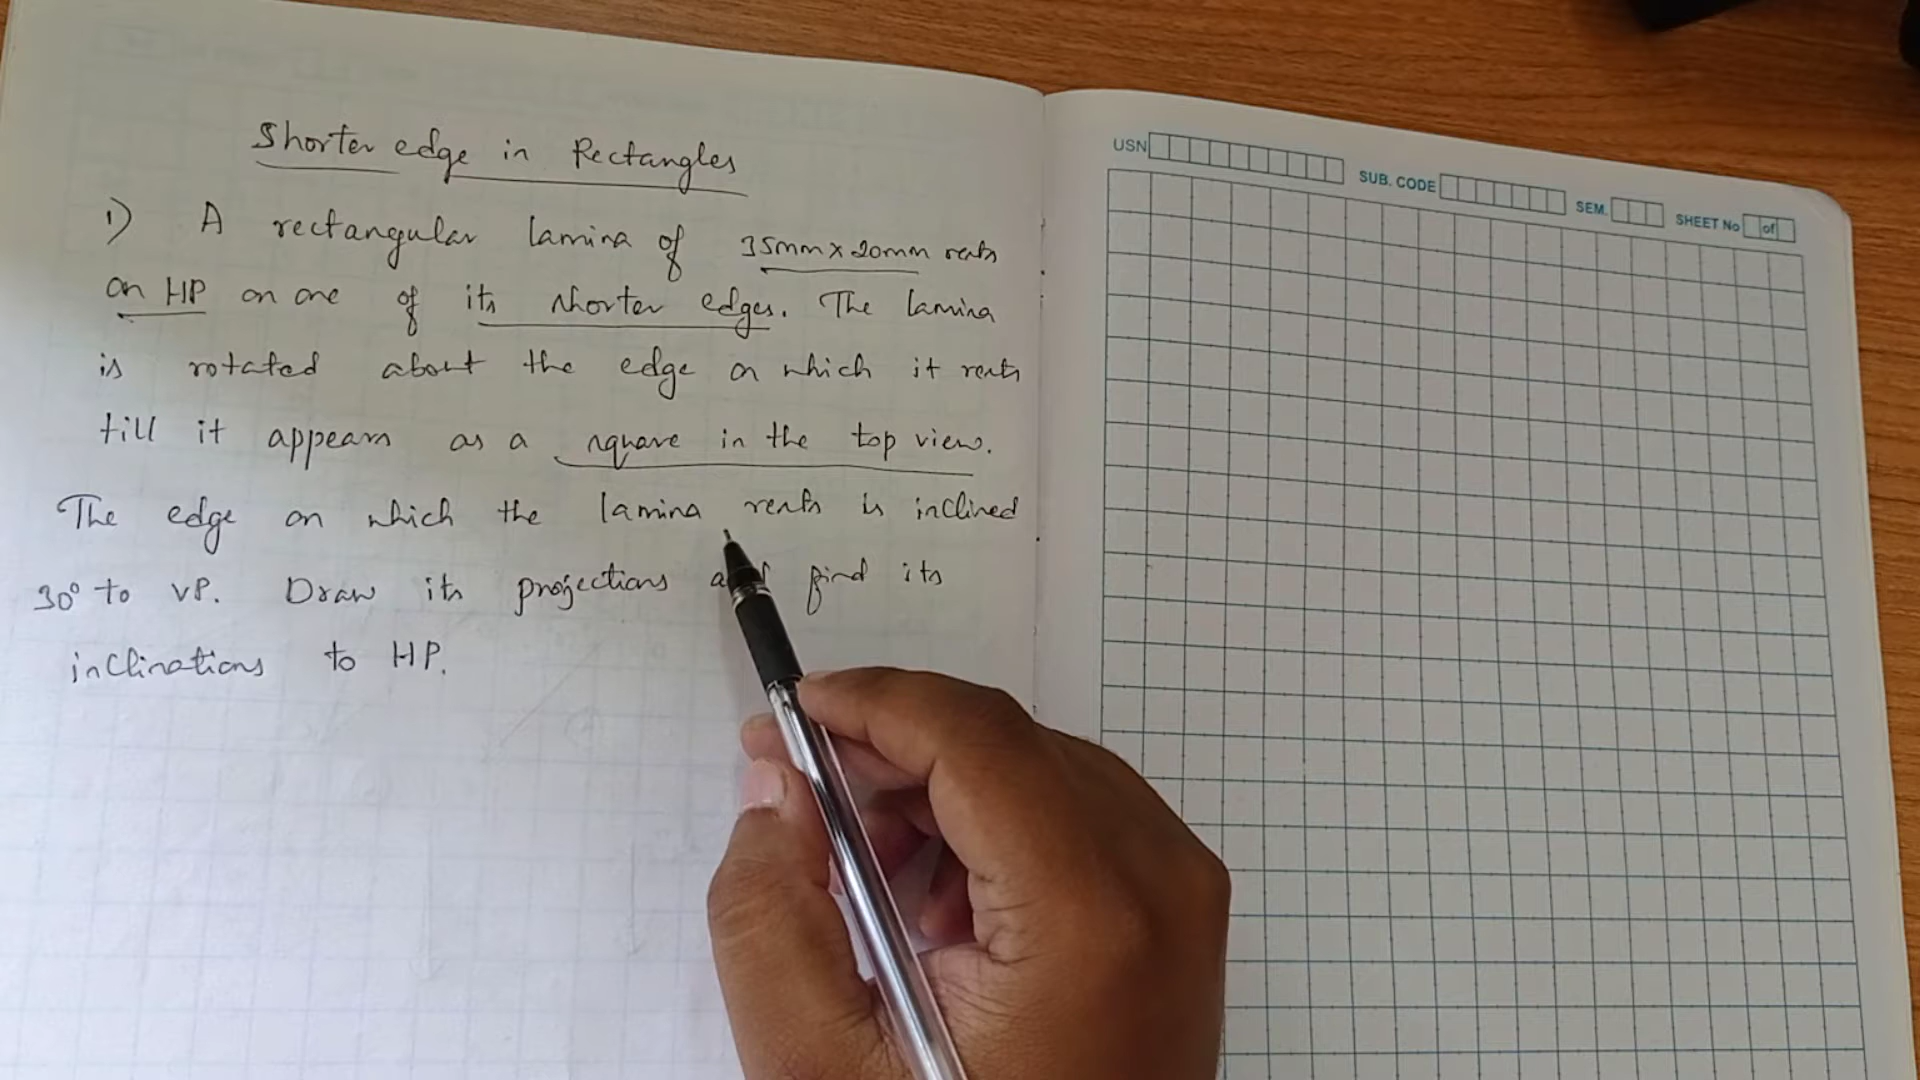 Shorter edge in Rectangles
1) A rectangular lamina of 35mm x 20mm rests
on HP on one of its shorter edges. The lamina
is rotated about the edge on which it rests
till it appears as a square in the top view.
The edge on which the lamina rests is inclined
30° to VP. Draw its projections find its
inclinations to HP.
USN
SUB. CODE
SEM.
SHEET No of